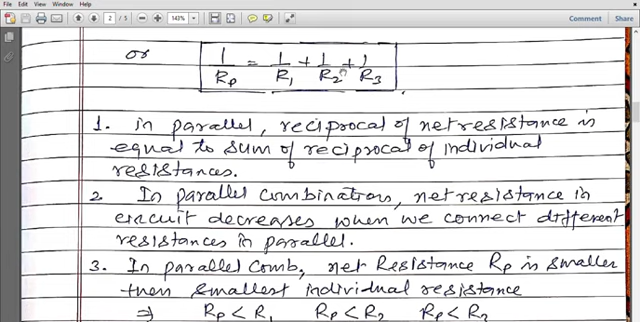 File Edit View Window Help
2 / 5
143%
Comment
Share
or 1/Rp = 1/R1 + 1/R2 + 1/R3 .
1. in parallel, reciprocal of net resistance is
equal to sum of reciprocal of individual
resistances.
2. In parallel Combination, net resistance in
circuit decreases when we connect different
resistances in parallel.
3. In parallel Comb, net Resistance Rp is smaller
then smallest individual resistance
⇒ Rp < R1 Rp < R2 Rp < R3